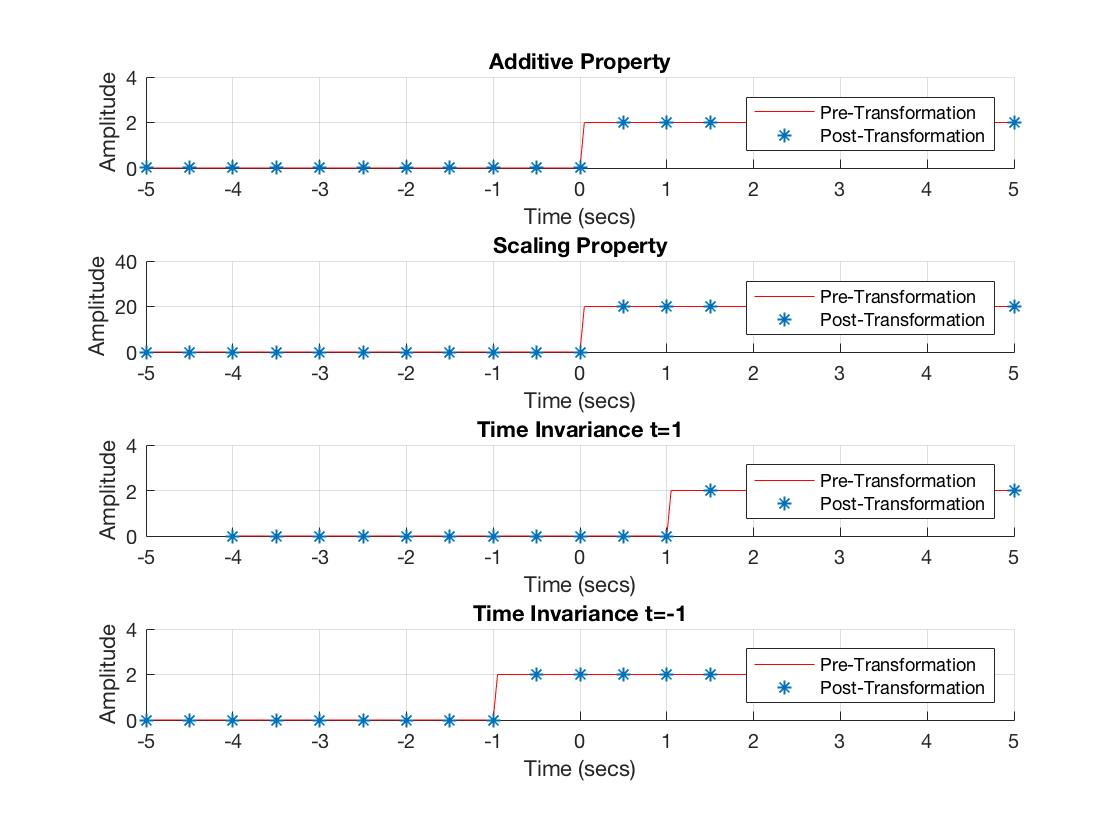 Additive Property
Amplitude
4
2
0
Pre-Transformation
Post-Transformation
-5 -4 -3 -2 -1 0 1 2 3 4 5
Time (secs)
Scaling Property
Amplitude
40
20
0
Pre-Transformation
Post-Transformation
-5 -4 -3 -2 -1 0 1 2 3 4 5
Time (secs)
Time Invariance t=1
Amplitude
4
2
0
Pre-Transformation
Post-Transformation
-5 -4 -3 -2 -1 0 1 2 3 4 5
Time (secs)
Time Invariance t=-1
Amplitude
4
2
0
Pre-Transformation
Post-Transformation
-5 -4 -3 -2 -1 0 1 2 3 4 5
Time (secs)